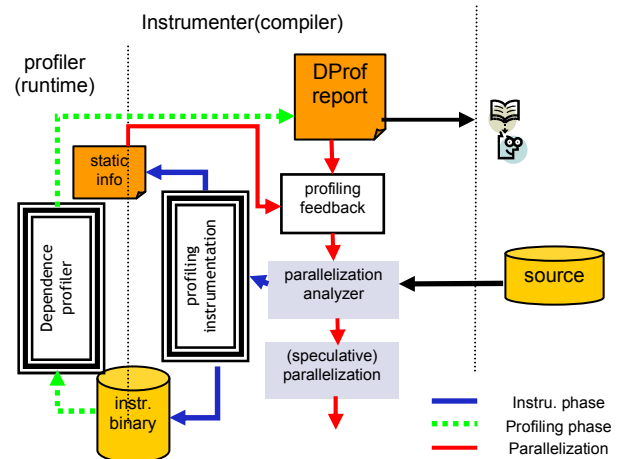 Instrumenter(compiler)
profiler
(runtime)
DProf
report
static
info
profiling
feedback
Dependence
profiler
profiling
instrumentation
parallelization
analyzer
source
(speculative)
parallelization
instr.
binary
Instru. phase
Profiling phase
Parallelization